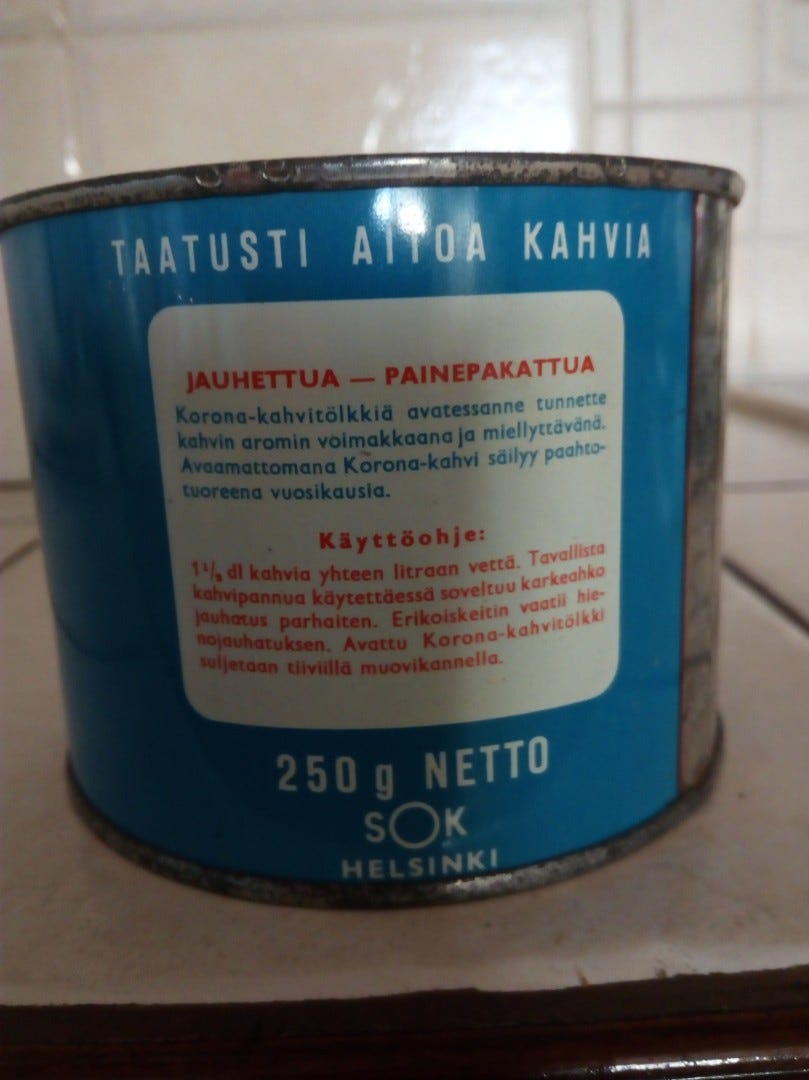 TAATUSTI AITOA KAHVIA
JAUHETTUA — PAINEPAKATTUA
Korona-kahvitölkkiä avatessanne tunnette
kahvin aromin voimakkaana ja miellyttävänä.
Avaamattomana Korona-kahvi säilyy paahto-
tuoreena vuosikausia.
Käyttöohje:
1 1/2 dl kahvia yhteen litraan vettä. Tavallista
kahvipannua käytettäessä soveltuu karkeahko
jauhatus parhaiten. Erikoiskeitin vaatii hie-
nojauhatuksen. Avattu Korona-kahvitölkki
suljetaan tiiviillä muovikannella.
250 g NETTO
SOK
HELSINKI